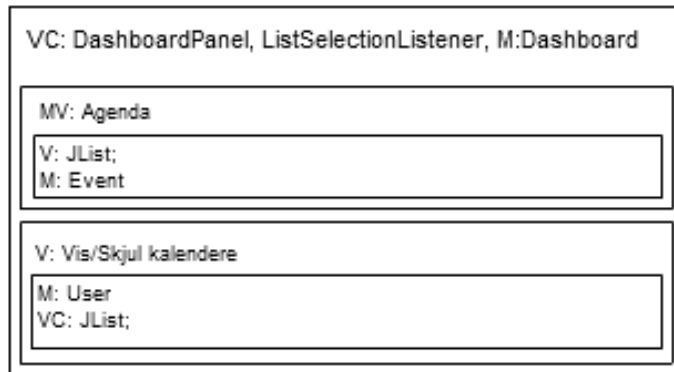 VC: DashboardPanel, ListSelectionListener, M:Dashboard
MV: Agenda
V: JList;
M: Event
V: Vis/Skjul kalendere
M: User
VC: JList;